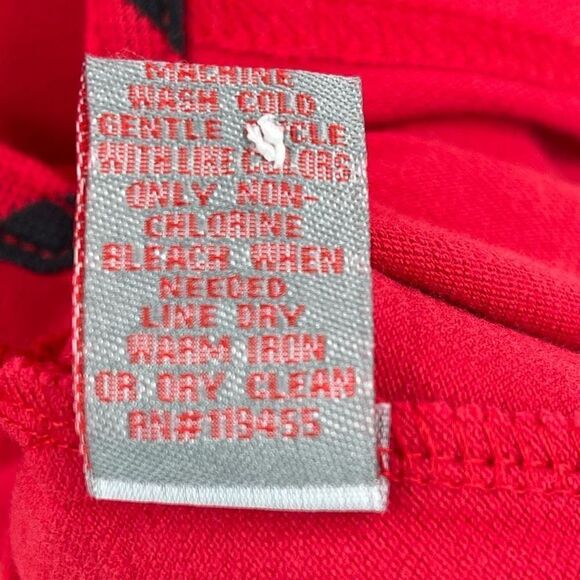 MACHINE
WASH COLD
GENTLE CYCLE
WITH LIKE COLORS
ONLY NON-
CHLORINE
BLEACH WHEN
NEEDED
LINE DRY
WARM IRON
OR DRY CLEAN
RN#119455